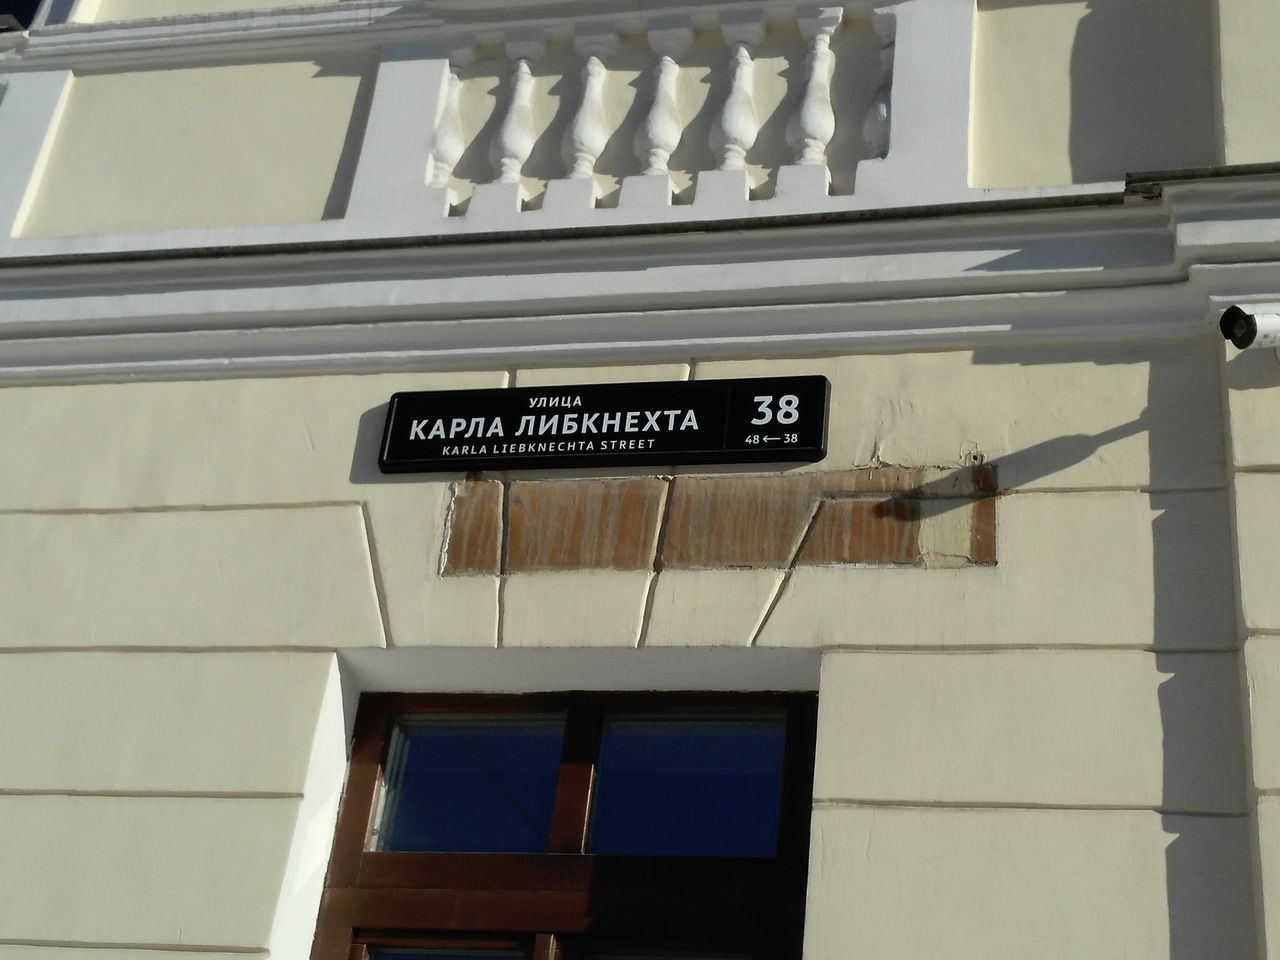 УЛИЦА
КАРЛА ЛИБКНЕХТА
KARLA LIEBKNECHTA STREET
38
48 ← 38